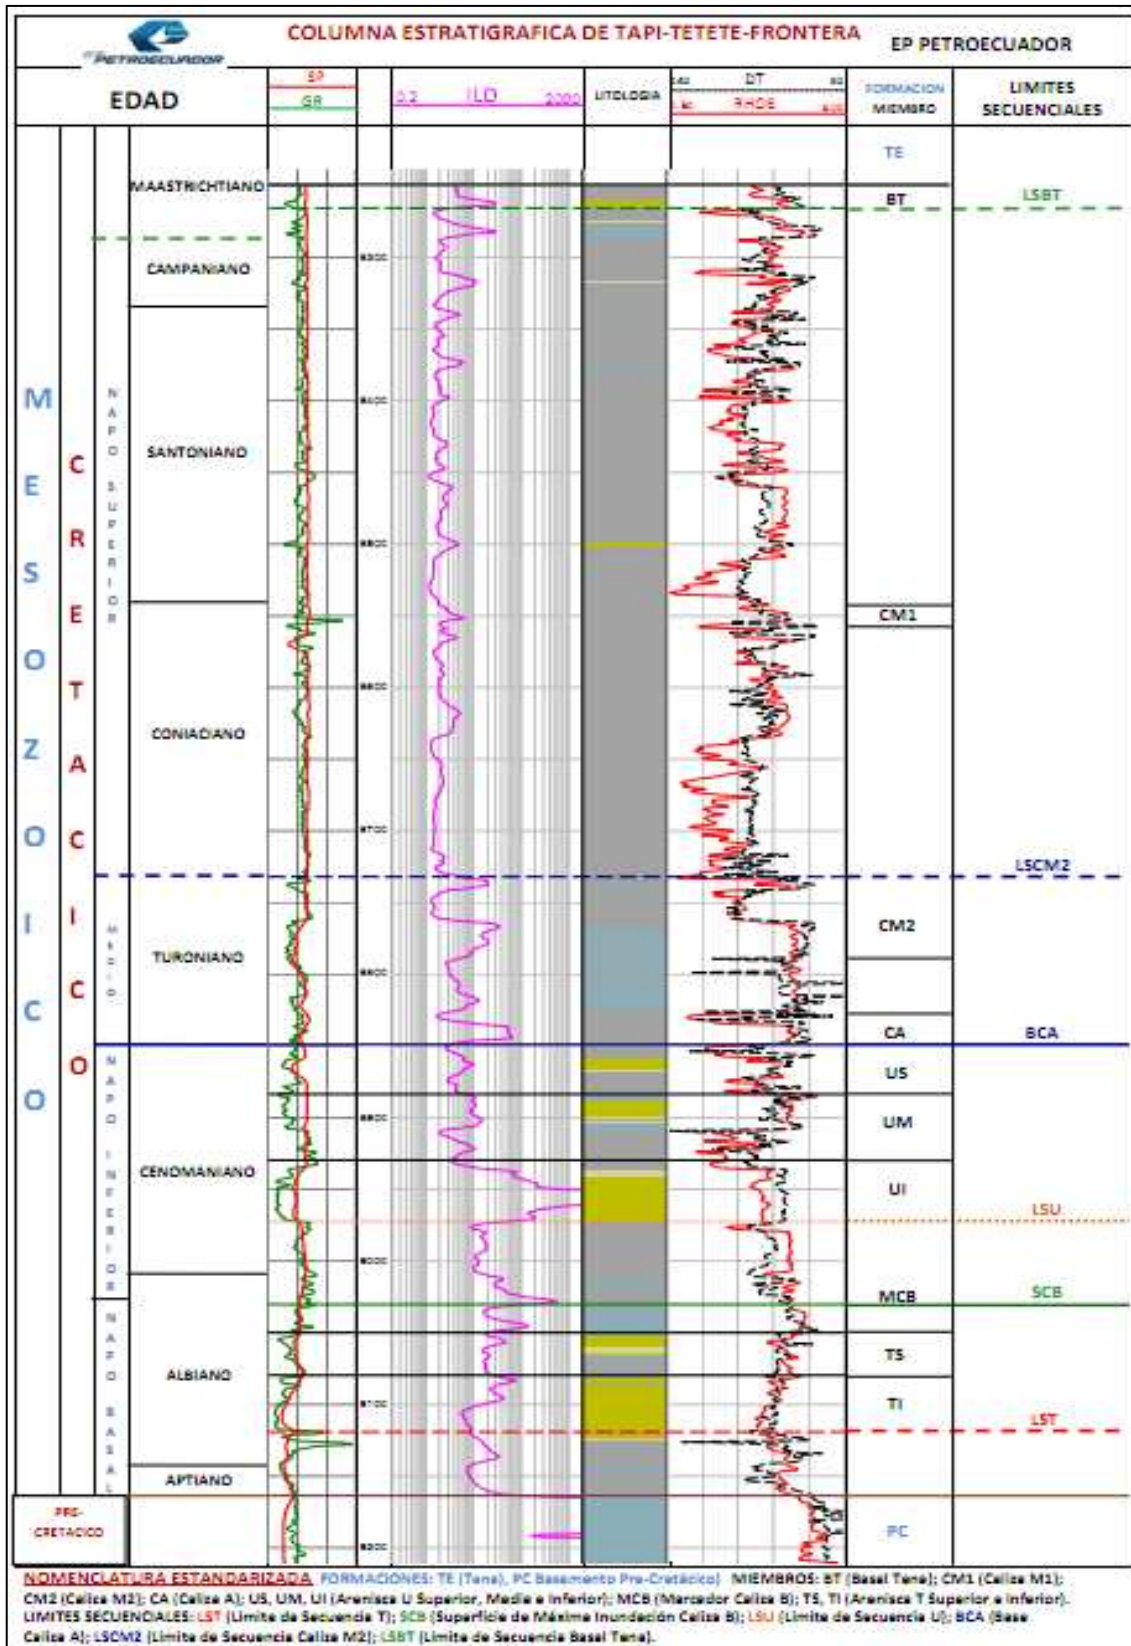 COLUMNA ESTRATIGRAFICA DE TAPI-TETETE-FRONTERA
EP PETROECUADOR
PETROECUADOR
EDAD
SP
GR
0.2 ILD 2000
LITOLOGIA
DT
RHOB
FORMACION
MIEMBRO
LIMITES
SECUENCIALES
MESOZOICO
CRETACICO
NAPO SUPERIOR
NAPO INFERIOR
NAPO BASAL
MAASTRICHTIANO
CAMPANIANO
SANTONIANO
CONIACIANO
TURONIANO
CENOMANIANO
ALBIANO
APTIANO
PRE-
CRETACICO
TE
BT
CM1
CM2
CA
US
UM
UI
MCB
TS
TI
PC
LSBT
LSCM2
BCA
LSU
SCB
LST
NOMENCLATURA ESTANDARIZADA FORMACIONES: TE (Tena), PC Basamento Pre-Cretácico) MIEMBROS: BT (Basal Tena); CM1 (Caliza M1);
CM2 (Caliza M2); CA (Caliza A); US, UM, UI (Arenisca U Superior, Media e Inferior); MCB (Marcador Caliza B); TS, TI (Arenisca T Superior e Inferior).
LIMITES SECUENCIALES: LST (Limite de Secuencia T); SCB (Superficie de Máxima Inundación Caliza B); LSU (Limite de Secuencia U); BCA (Base
Caliza A); LSCM2 (Limite de Secuencia Caliza M2); LSBT (Limite de Secuencia Basal Tena).